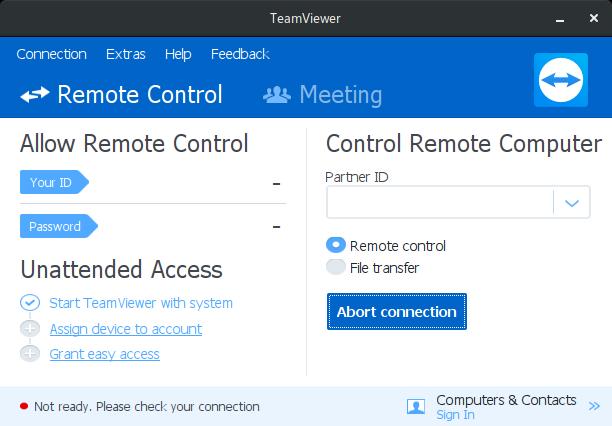 TeamViewer
Connection Extras Help Feedback
Remote Control Meeting
Allow Remote Control
Your ID -
Password -
Unattended Access
Start TeamViewer with system
Assign device to account
Grant easy access
Control Remote Computer
Partner ID
Remote control
File transfer
Abort connection
Not ready. Please check your connection
Computers & Contacts
Sign In